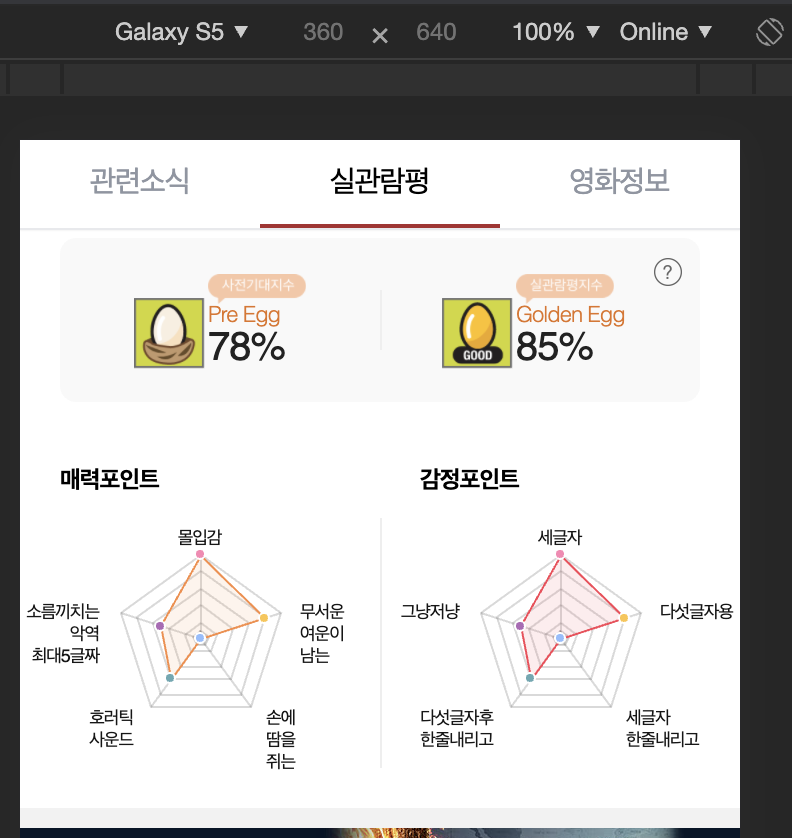 Galaxy S5 ▼ 360 × 640 100% ▼ Online ▼
관련소식 실관람평 영화정보
사전기대지수
Pre Egg
78%
실관람평지수
Golden Egg
GOOD
85%
?
매력포인트
몰입감
소름끼치는
악역
최대5글짜
무서운
여운이
남는
호러틱
사운드
손에
땀을
쥐는
감정포인트
세글자
그냥저냥
다섯글자용
다섯글자후
한줄내리고
세글자
한줄내리고